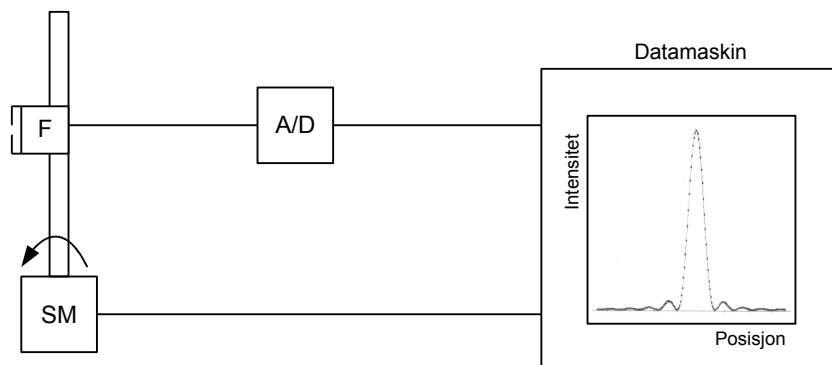 Datamaskin
F
A/D
Intensitet
SM
Posisjon